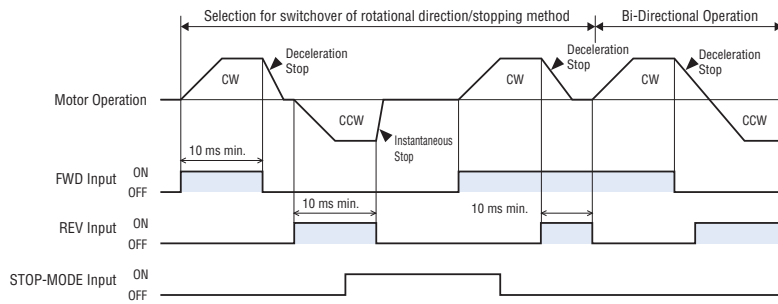 Selection for switchover of rotational direction/stopping method
Bi-Directional Operation
Motor Operation
CW
Deceleration
Stop
CCW
Instantaneous
Stop
CW
Deceleration
Stop
CW
Deceleration
Stop
CCW
10 ms min.
FWD Input
ON
OFF
10 ms min.
10 ms min.
REV Input
ON
OFF
STOP-MODE Input
ON
OFF